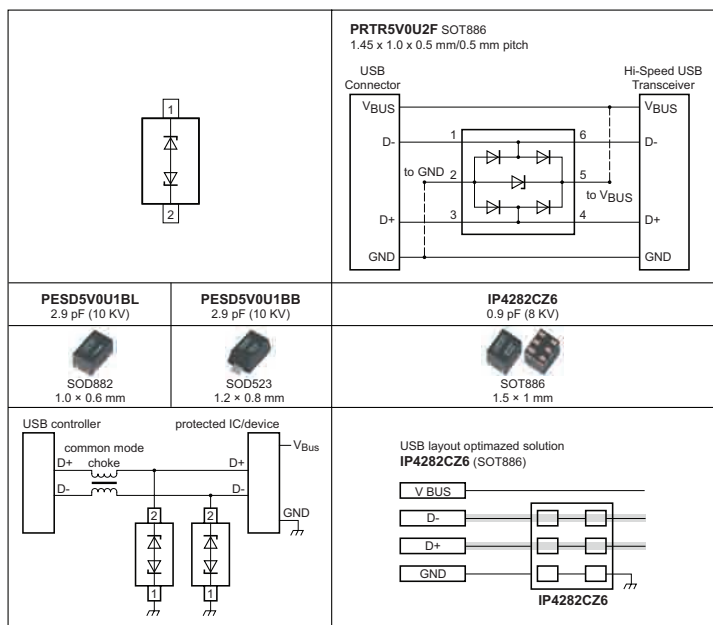 1
2
PRTR5V0U2F SOT886
1.45 x 1.0 x 0.5 mm/0.5 mm pitch
USB
Connector
Hi-Speed USB
Transceiver
VBUS
VBUS
D-
1
6
D-
to GND
2
5
to VBUS
D+
3
4
D+
GND
GND
PESD5V0U1BL
2.9 pF (10 KV)
PESD5V0U1BB
2.9 pF (10 KV)
IP4282CZ6
0.9 pF (8 KV)
SOD882
1.0 × 0.6 mm
SOD523
1.2 × 0.8 mm
SOT886
1.5 × 1 mm
USB controller
protected IC/device
common mode
choke
VBus
D+
D+
D-
D-
GND
2
2
1
1
USB layout optimazed solution
IP4282CZ6 (SOT886)
V BUS
D-
D+
GND
IP4282CZ6